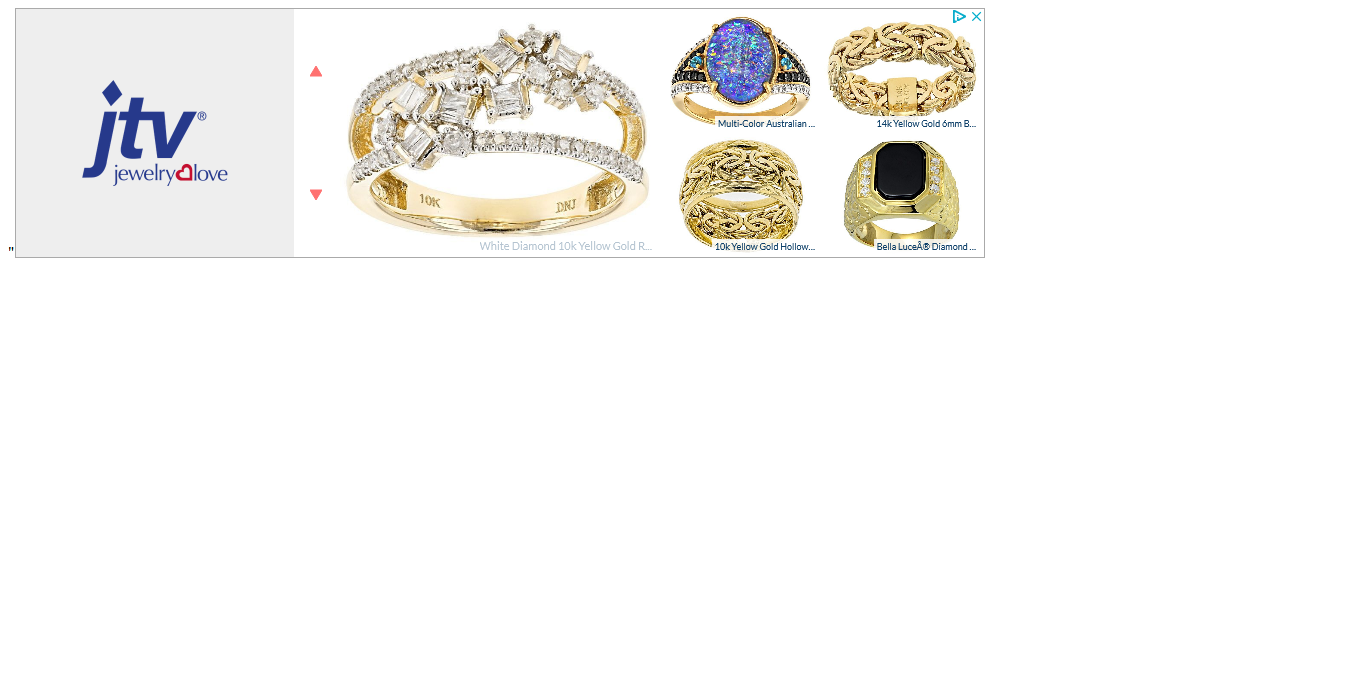 jtv®
jewelry love
10K
DNJ
White Diamond 10k Yellow Gold R...
Multi-Color Australian ...
14k Yellow Gold 6mm B...
10k Yellow Gold Hollow...
Bella LuceÂ® Diamond ...
"